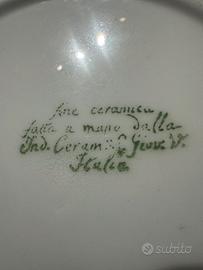 fine ceramica
fatta a mano dalla
Ind. Ceram. Giov. V.
Italia
subito